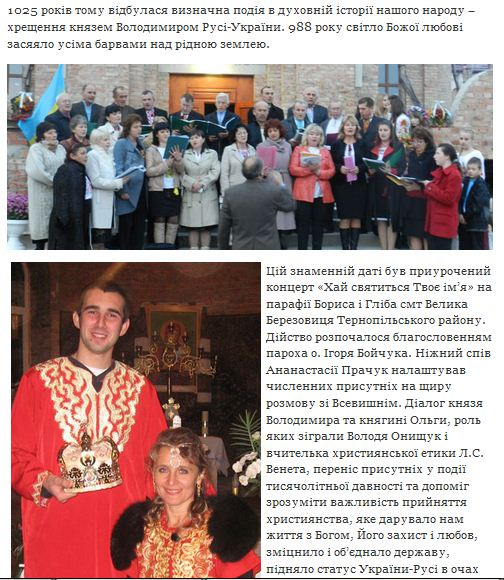 1025 років тому відбулася визначна подія в духовній історії нашого народу –
хрещення князем Володимиром Русі-України. 988 року світло Божої любові
засяяло усіма барвами над рідною землею.
Цій знаменній даті був приурочений
концерт «Хай святиться Твоє ім’я» на
парафії Бориса і Гліба смт Велика
Березовиця Тернопільського району.
Дійство розпочалося благословенням
пароха о. Ігоря Бойчука. Ніжний спів
Ананастасії Прачук налаштував
численних присутніх на щиру
розмову зі Всевишнім. Діалог князя
Володимира та княгині Ольги, роль
яких зіграли Володя Онищук і
вчителька християнської етики Л.С.
Венета, переніс присутніх у події
тисячолітньої давності та допоміг
зрозуміти важливість прийняття
християнства, яке дарувало нам
життя з Богом, Його захист і любов,
зміцнило і об’єднало державу,
підняло статус України-Русі в очах